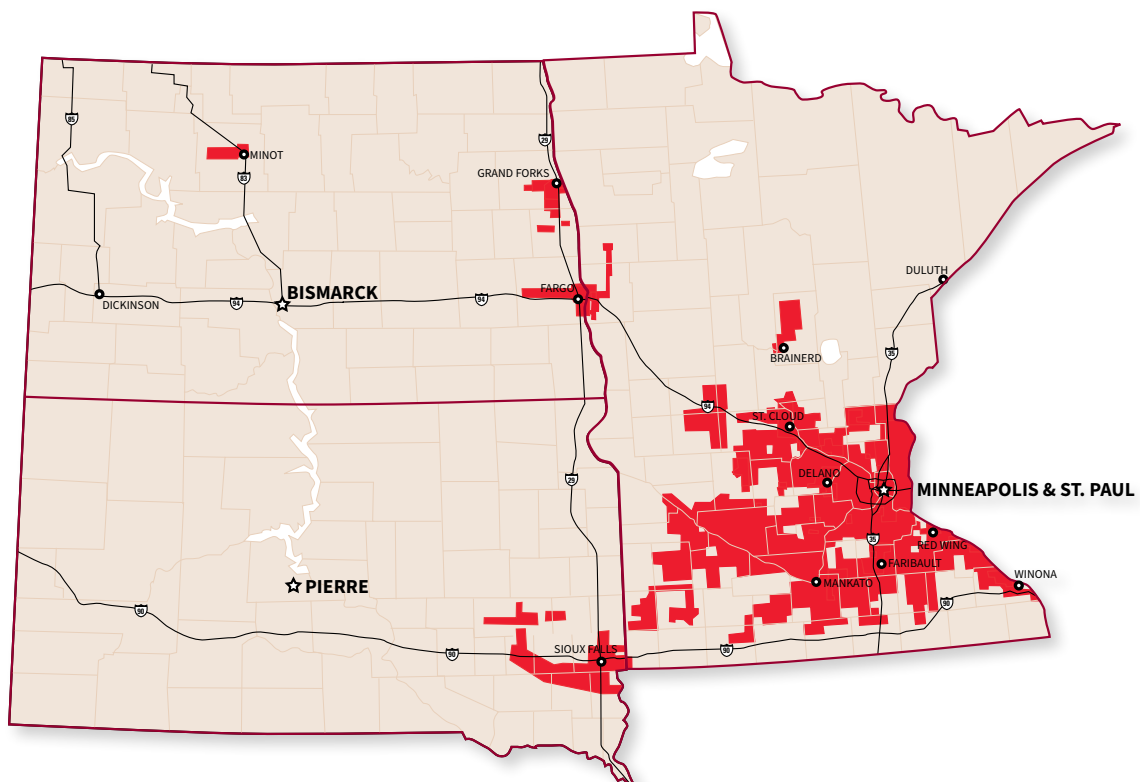 85
29
MINOT
83
GRAND FORKS
DULUTH
FARGO
BISMARCK
DICKINSON
94
94
35
BRAINERD
94
ST. CLOUD
DELANO
29
MINNEAPOLIS & ST. PAUL
35
RED WING
FARIBAULT
WINONA
MANKATO
PIERRE
90
90
SIOUX FALLS
90
90